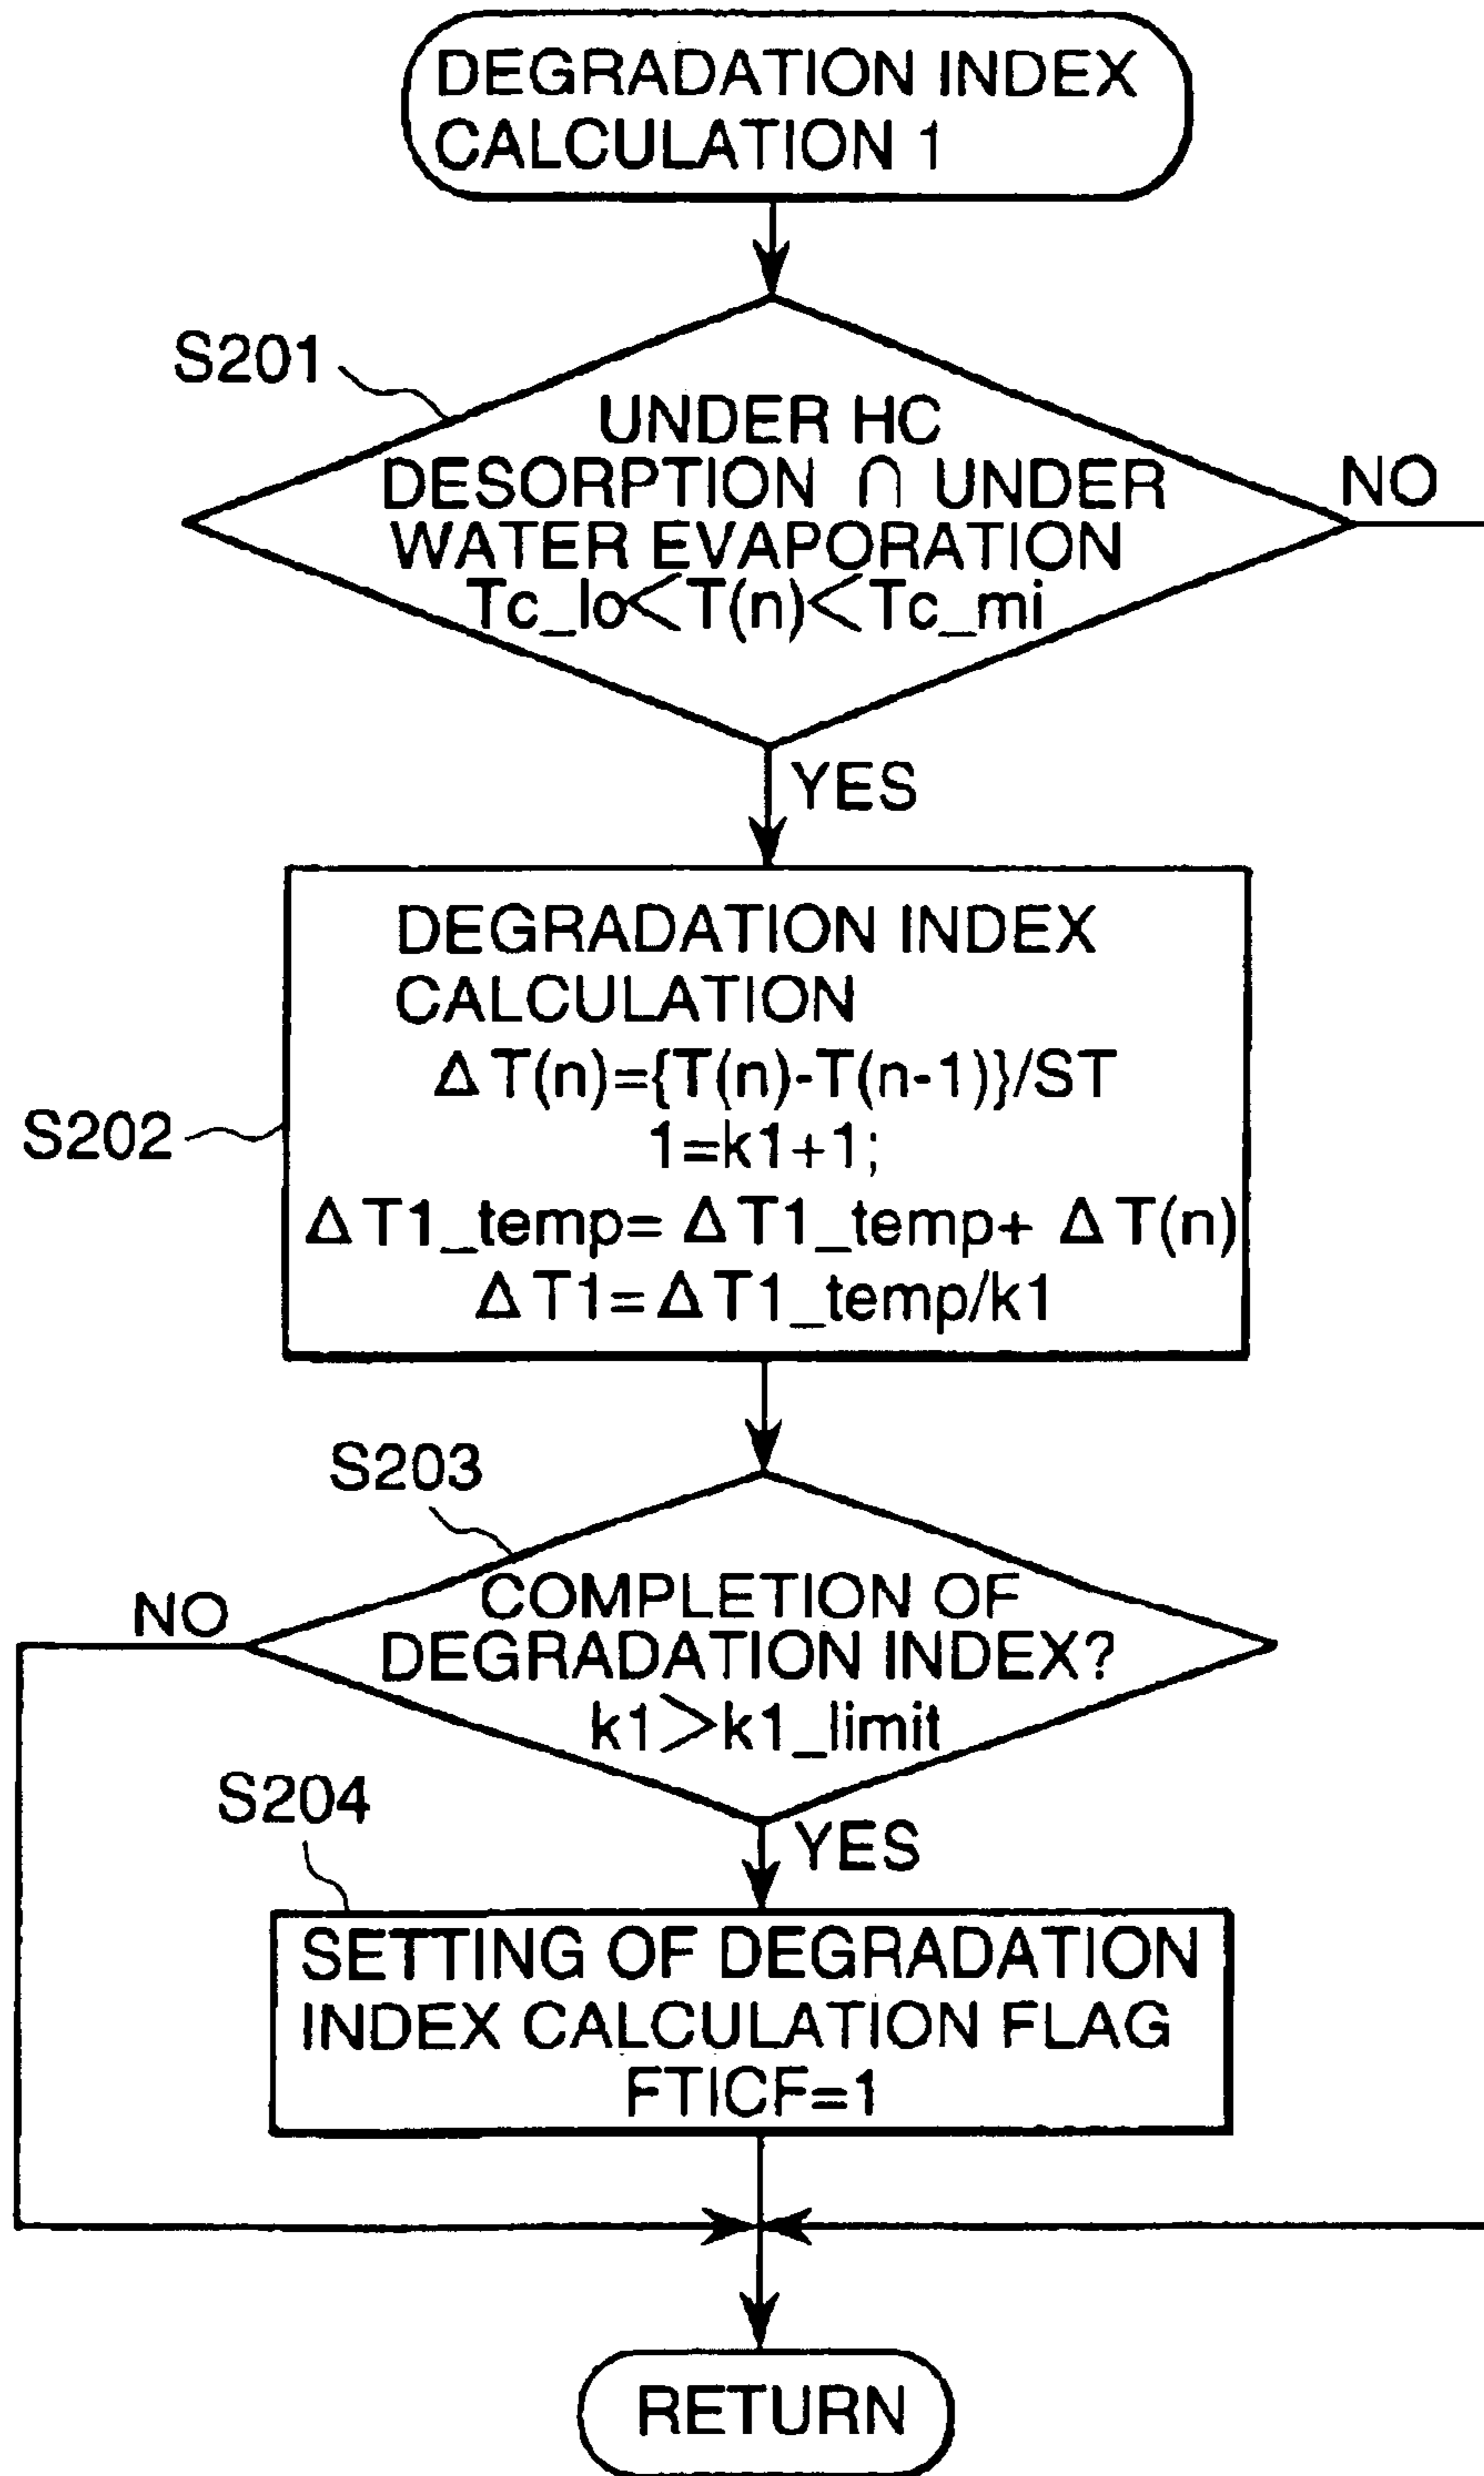 DEGRADATION INDEX
CALCULATION 1
S201
UNDER HC
DESORPTION ∩ UNDER
WATER EVAPORATION
Tc_lo<T(n)<Tc_mi
NO
YES
DEGRADATION INDEX
CALCULATION
ΔT(n)={T(n)-T(n-1)}/ST
1=k1+1;
ΔT1_temp= ΔT1_temp+ ΔT(n)
ΔT1=ΔT1_temp/k1
S202
S203
COMPLETION OF
DEGRADATION INDEX?
k1>k1_limit
NO
YES
S204
SETTING OF DEGRADATION
INDEX CALCULATION FLAG
FTICF=1
RETURN